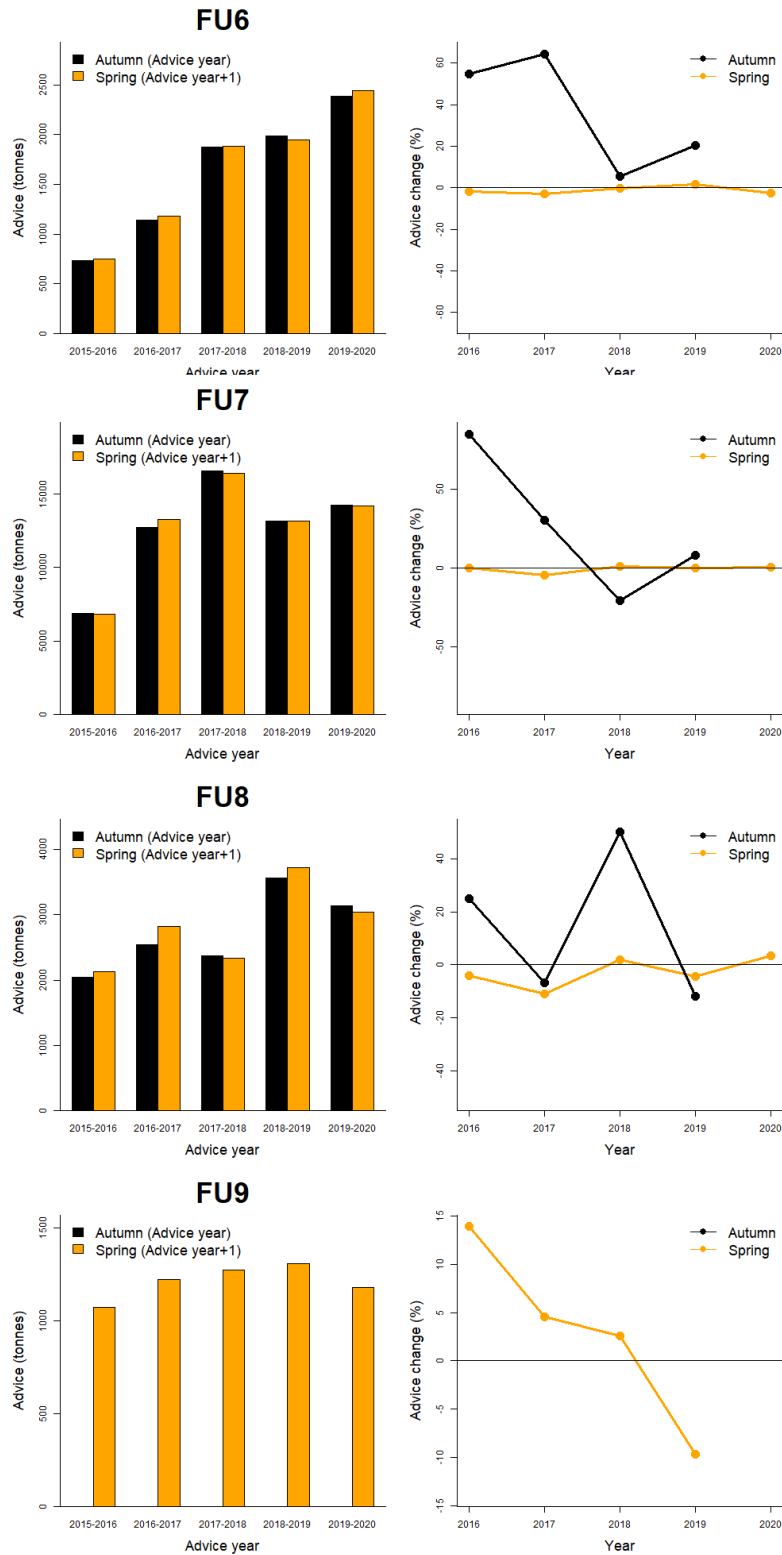 FU6
Autumn (Advice year)
Spring (Advice year+1)
Advice (tonnes)
0
500
1000
1500
2000
2500
2015-2016
2016-2017
2017-2018
2018-2019
2019-2020
Advice year
Autumn
Spring
Advice change (%)
60
40
20
0
-20
-40
-60
2016
2017
2018
2019
2020
Year
FU7
Autumn (Advice year)
Spring (Advice year+1)
Advice (tonnes)
0
5000
10000
15000
2015-2016
2016-2017
2017-2018
2018-2019
2019-2020
Advice year
Autumn
Spring
Advice change (%)
50
0
-50
2016
2017
2018
2019
2020
Year
FU8
Autumn (Advice year)
Spring (Advice year+1)
Advice (tonnes)
0
1000
2000
3000
4000
2015-2016
2016-2017
2017-2018
2018-2019
2019-2020
Advice year
Autumn
Spring
Advice change (%)
40
20
0
-20
-40
2016
2017
2018
2019
2020
Year
FU9
Autumn (Advice year)
Spring (Advice year+1)
Advice (tonnes)
0
500
1000
1500
2015-2016
2016-2017
2017-2018
2018-2019
2019-2020
Advice year
Autumn
Spring
Advice change (%)
15
10
5
0
-5
-10
-15
2016
2017
2018
2019
2020
Year